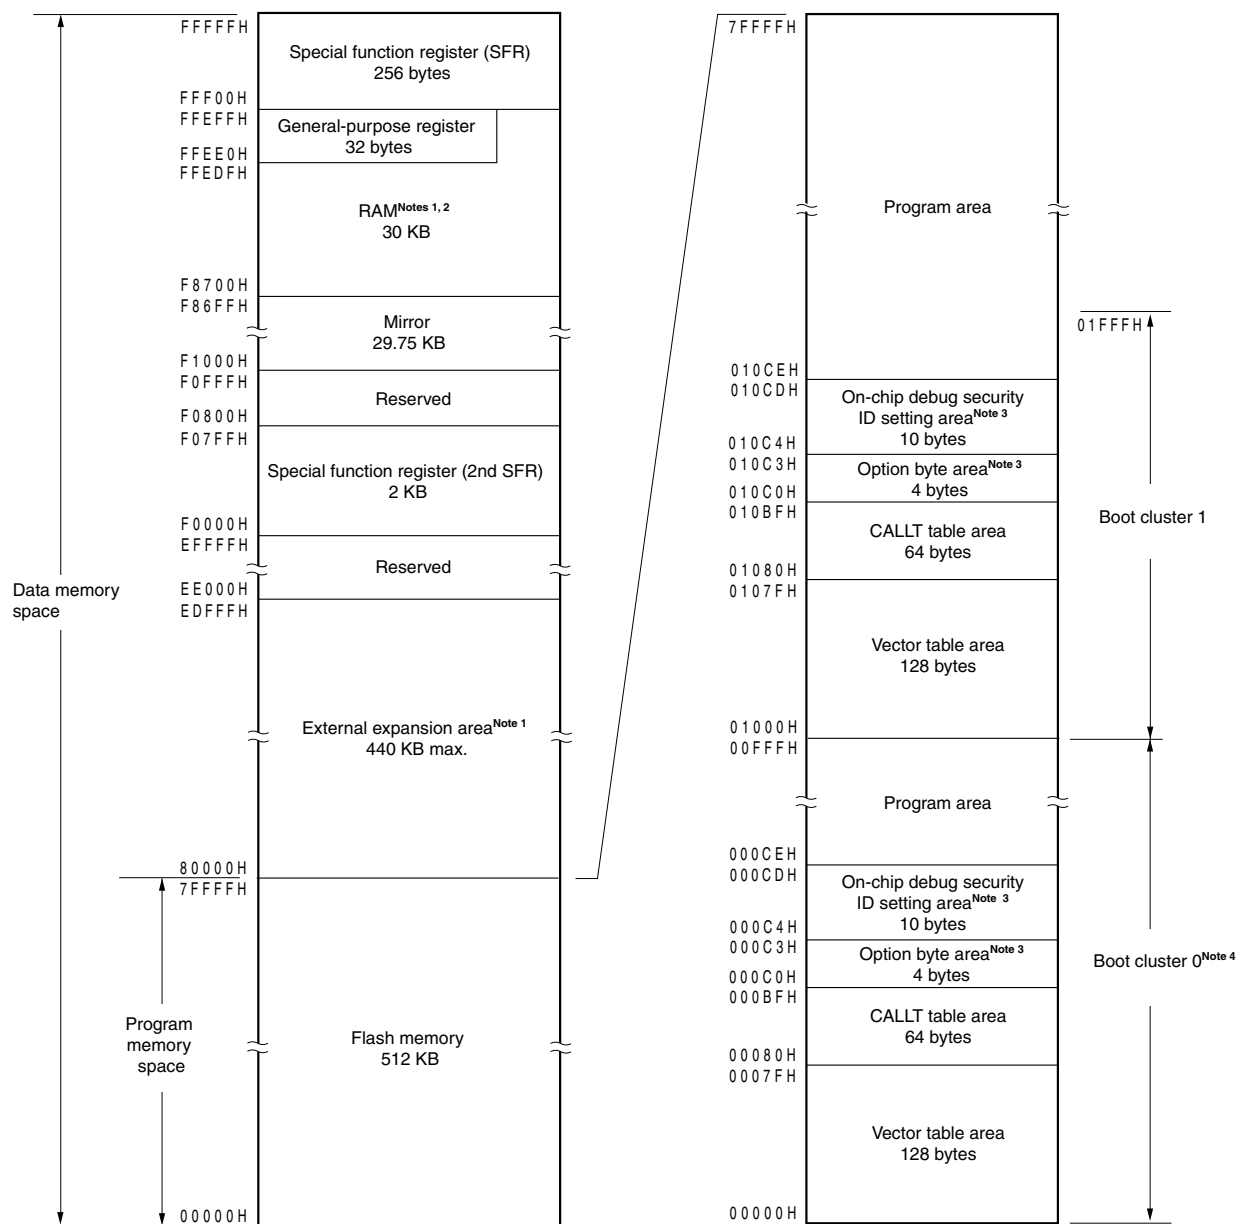 FFFFFH
Special function register (SFR)
256 bytes
FFF00H
FFEFFH
General-purpose register
32 bytes
FFEE0H
FFEDFH
RAMNotes 1, 2
30 KB
F8700H
F86FFH
Mirror
29.75 KB
F1000H
F0FFFH
Reserved
F0800H
F07FFH
Special function register (2nd SFR)
2 KB
F0000H
EFFFFH
Reserved
EE000H
EDFFFH
Data memory
space
External expansion areaNote 1
440 KB max.
80000H
7FFFFH
Program
memory
space
Flash memory
512 KB
00000H
7FFFFH
Program area
01FFFH
010CEH
010CDH
On-chip debug security
ID setting areaNote 3
10 bytes
010C4H
010C3H
Option byte areaNote 3
4 bytes
010C0H
010BFH
Boot cluster 1
CALLT table area
64 bytes
01080H
0107FH
Vector table area
128 bytes
01000H
00FFFH
Program area
000CEH
000CDH
On-chip debug security
ID setting areaNote 3
10 bytes
000C4H
000C3H
Option byte areaNote 3
4 bytes
Boot cluster 0Note 4
000C0H
000BFH
CALLT table area
64 bytes
00080H
0007FH
Vector table area
128 bytes
00000H